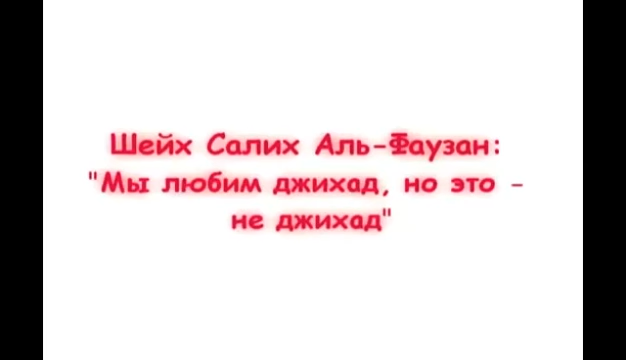 Шейх Салих Аль-Фаузан:
"Мы любим джихад, но это -
не джихад"